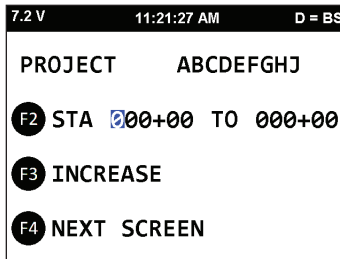 7.2 V 11:21:27 AM D = BS
PROJECT ABCDEFGHJ
F2 STA 000+00 TO 000+00
F3 INCREASE
F4 NEXT SCREEN